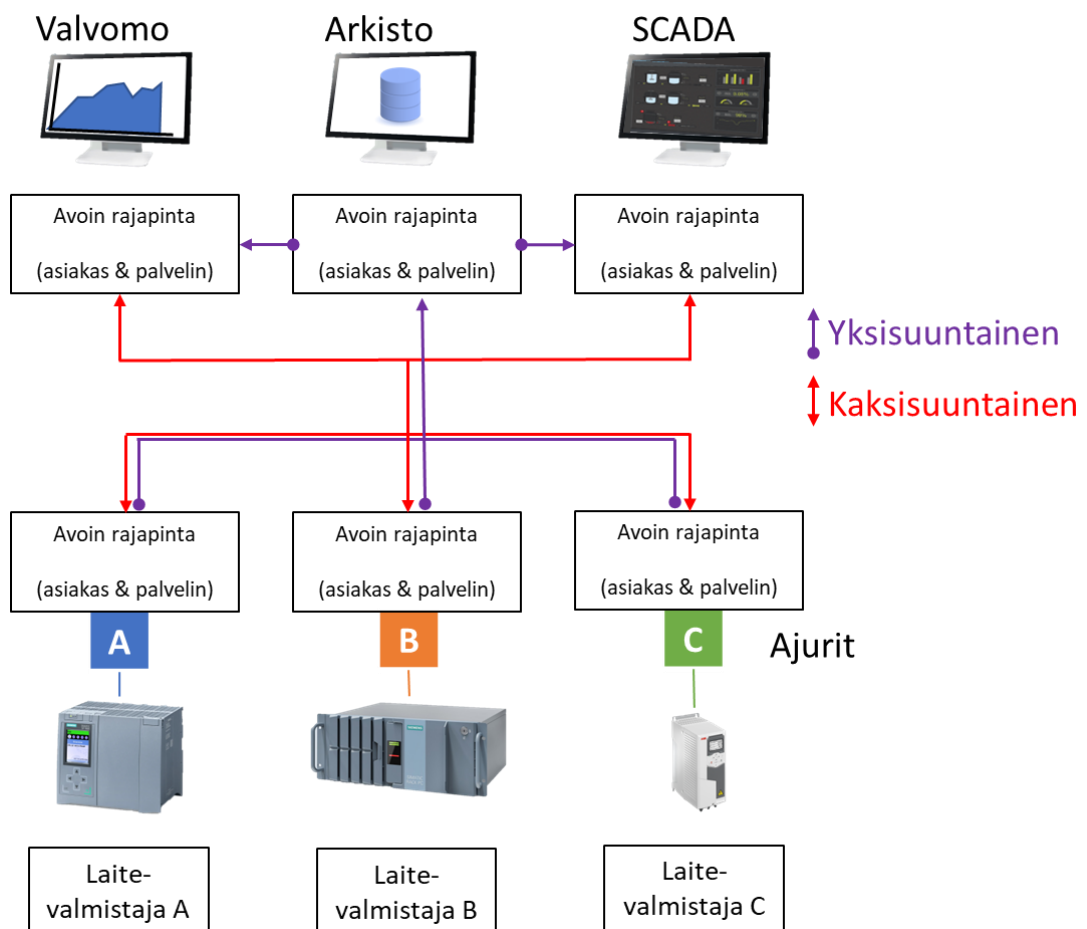 Valvomo
Arkisto
SCADA
Avoin rajapinta
(asiakas & palvelin)
Avoin rajapinta
(asiakas & palvelin)
Avoin rajapinta
(asiakas & palvelin)
Yksisuuntainen
Kaksisuuntainen
Avoin rajapinta
(asiakas & palvelin)
Avoin rajapinta
(asiakas & palvelin)
Avoin rajapinta
(asiakas & palvelin)
A
B
C
Ajurit
Laite-
valmistaja A
Laite-
valmistaja B
Laite-
valmistaja C